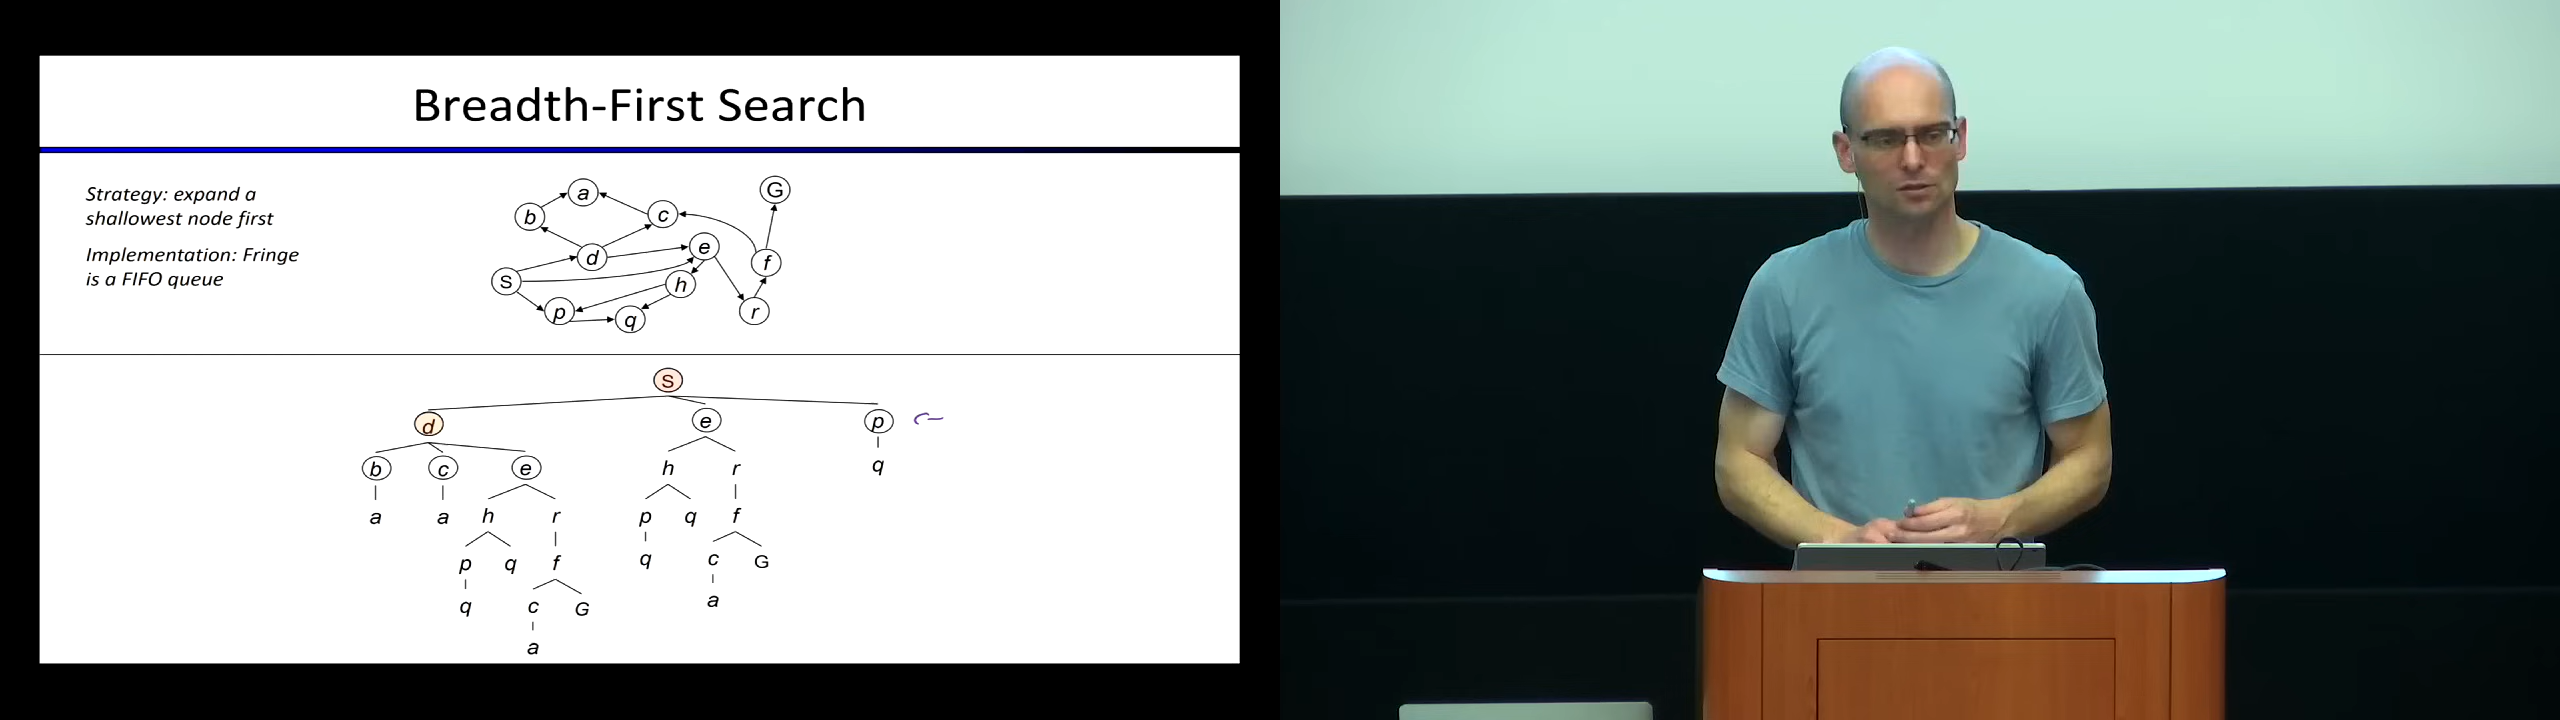 Breadth-First Search
Strategy: expand a
shallowest node first
Implementation: Fringe
is a FIFO queue
a
G
b
c
e
d
f
S
h
p
q
r
S
d
e
p
b
c
e
h
r
q
a
a
h
r
p
q
f
p
q
f
q
c
G
q
c
G
a
a